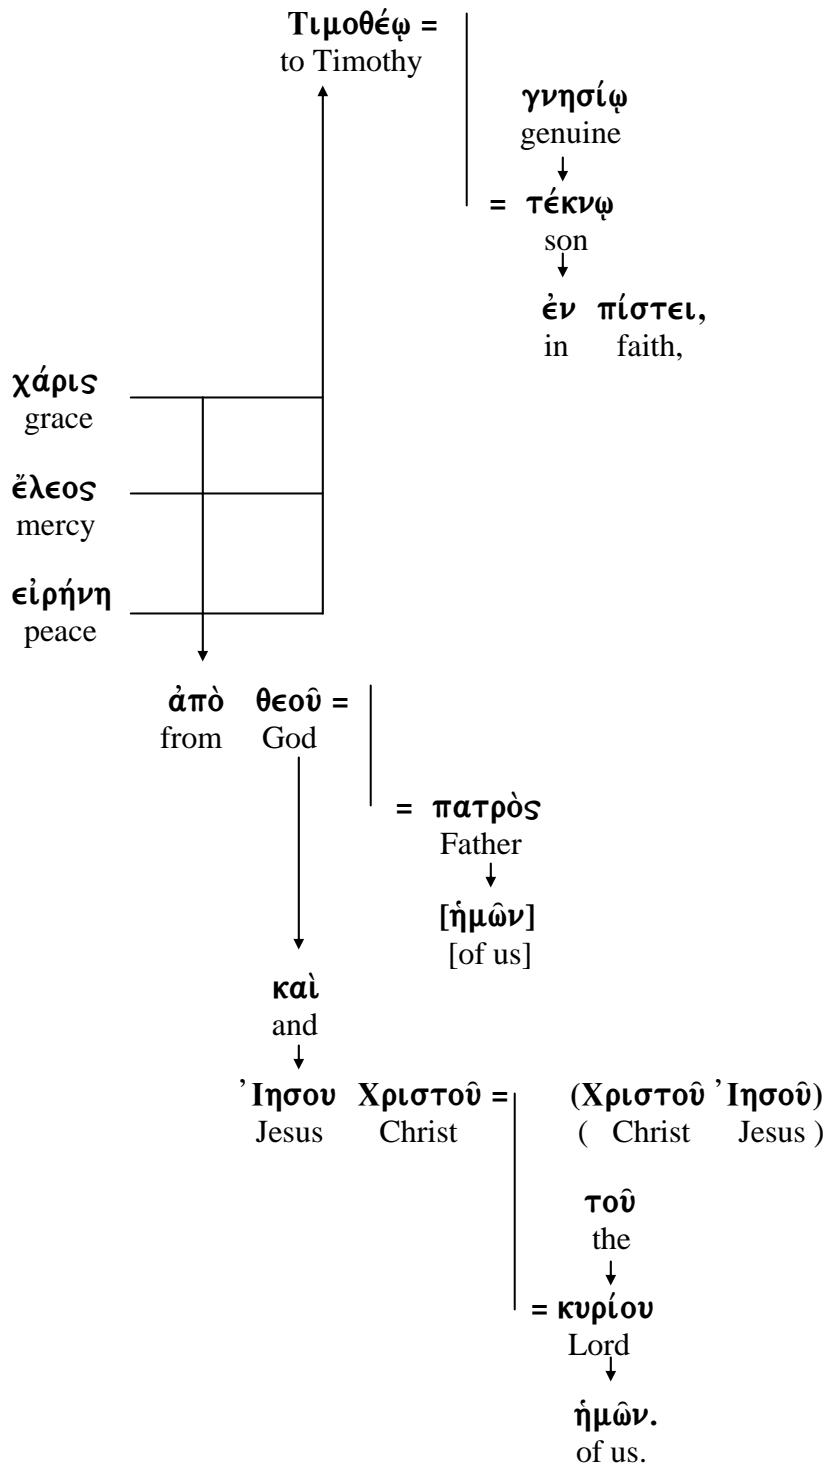 Τιμοθέῳ =
to Timothy
γνησίῳ
genuine
= τέκνῳ
son
ἐν πίστει,
in faith,
χάρις
grace
ἔλεος
mercy
εἰρήνη
peace
ἀπὸ θεοῦ =
from God
= πατρὸς
Father
[ἡμῶν]
[of us]
καὶ
and
Ἰησου Χριστοῦ = (Χριστοῦ Ἰησοῦ)
Jesus Christ ( Christ Jesus )
τοῦ
the
= κυρίου
Lord
ἡμῶν.
of us.